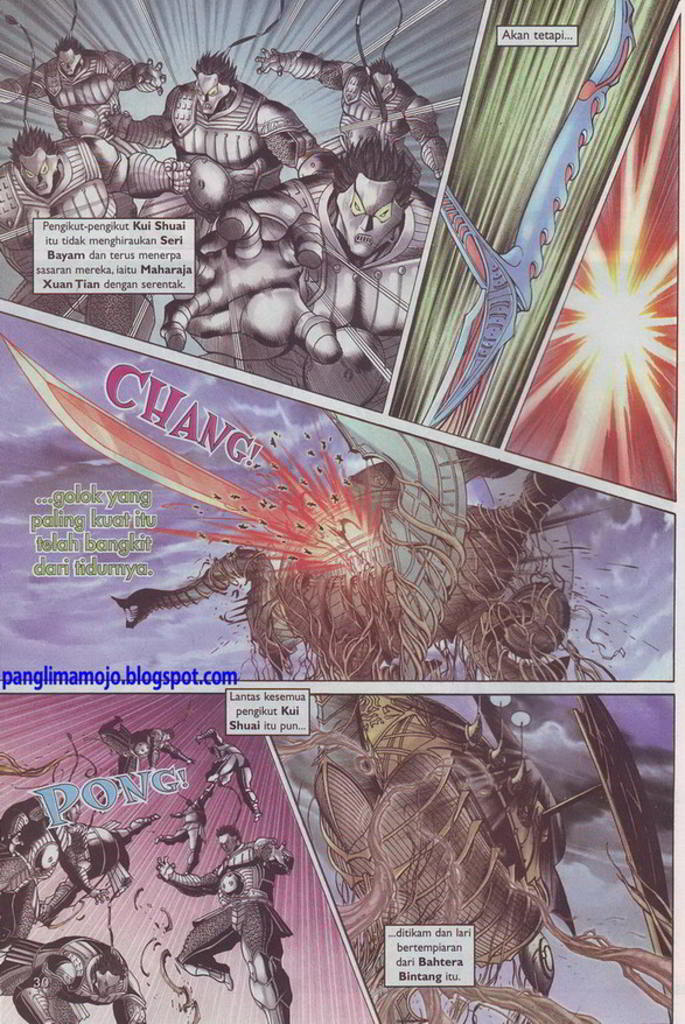 Pengikut-pengikut Kui Shuai
itu tidak menghiraukan Seri
Bayam dan terus menerpa
sasaran mereka, iaitu Maharaja
Xuan Tian dengan serentak.
Akan tetapi...
CHANG!
...golok yang
paling kuat itu
telah bangkit
dari tidurnya.
panglimamojo.blogspot.com
Lantas kesemua
pengikut Kui
Shuai itu pun...
PONG!
...ditikam dan lari
bertempiaran
dari Bahtera
Bintang itu.
30